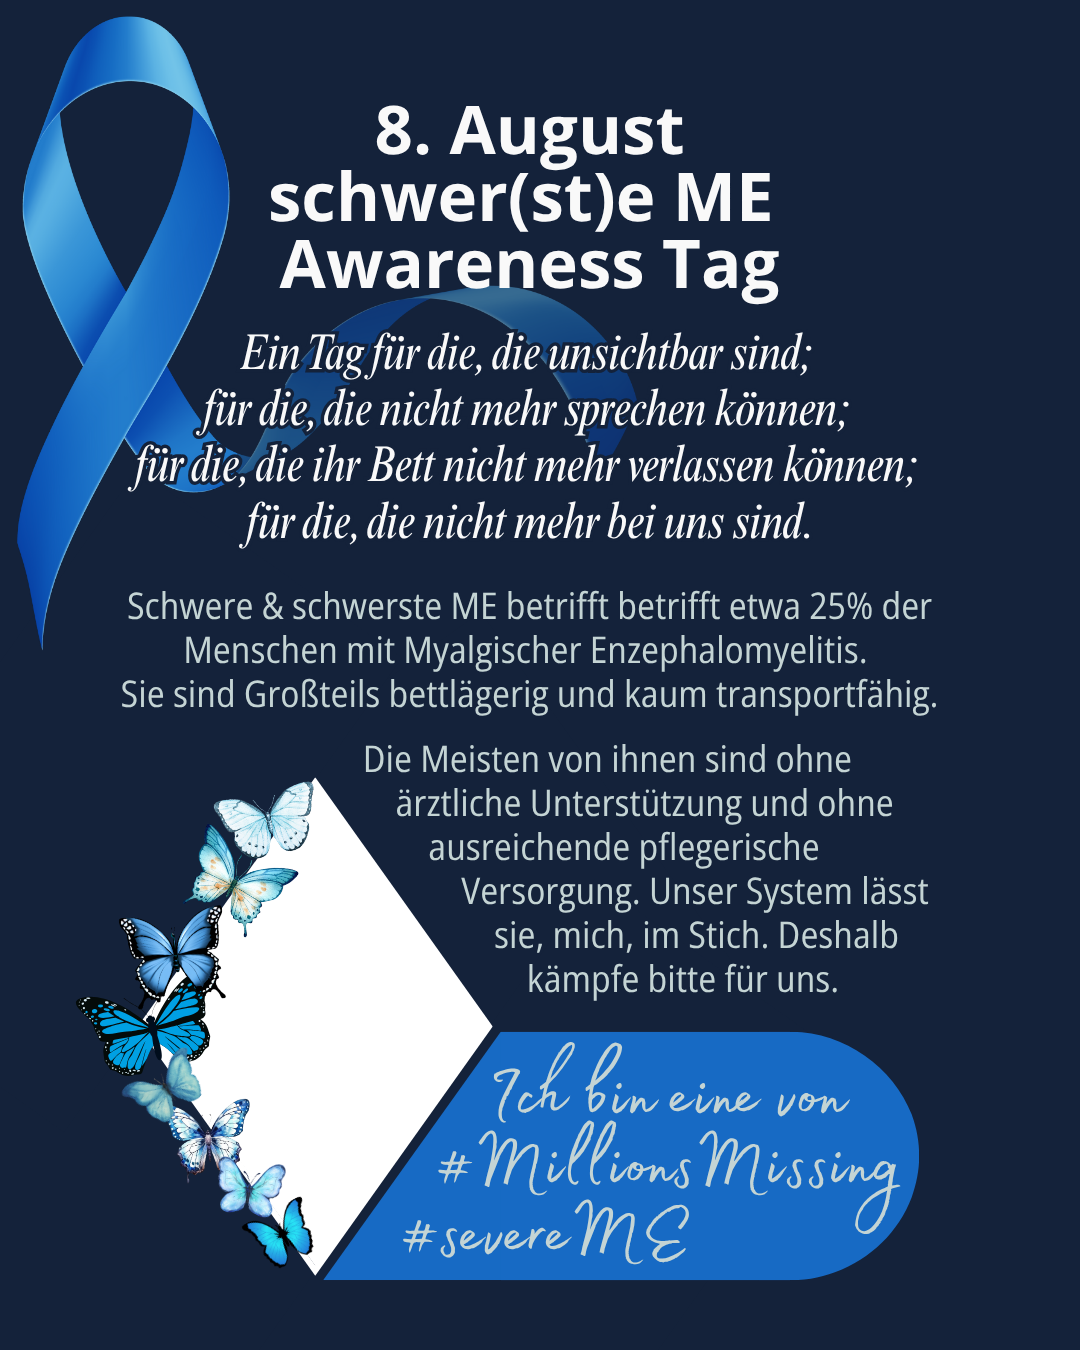 8. August
schwer(st)e ME
Awareness Tag
Ein Tag für die, die unsichtbar sind;
für die, die nicht mehr sprechen können;
für die, die ihr Bett nicht mehr verlassen können;
für die, die nicht mehr bei uns sind.
Schwere & schwerste ME betrifft betrifft etwa 25% der
Menschen mit Myalgischer Enzephalomyelitis.
Sie sind Großteils bettlägerig und kaum transportfähig.
Die Meisten von ihnen sind ohne
ärztliche Unterstützung und ohne
ausreichende pflegerische
Versorgung. Unser System lässt
sie, mich, im Stich. Deshalb
kämpfe bitte für uns.
Ich bin eine von
#MillionsMissing
#severeME